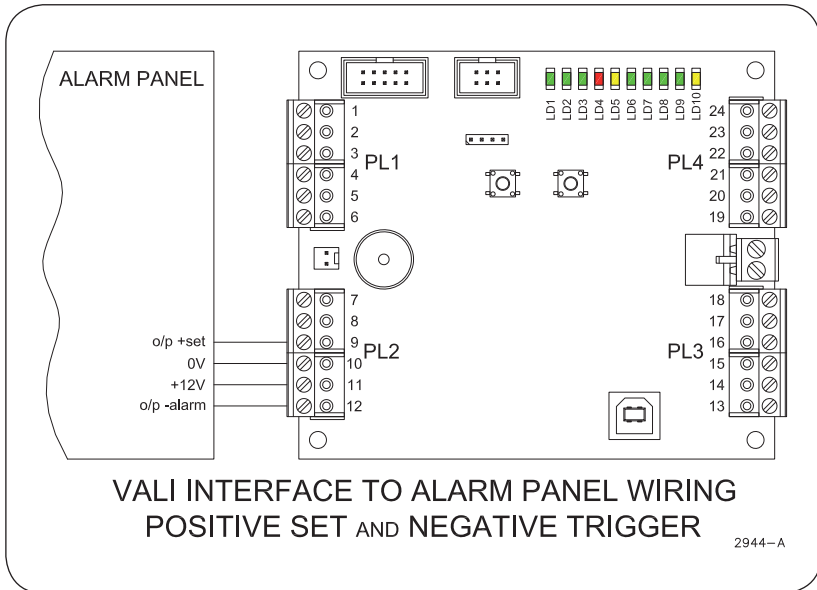 ALARM PANEL
LD1
LD2
LD3
LD4
LD5
LD6
LD7
LD8
LD9
LD10
1
2
3
4
5
6
PL1
24
23
22
21
20
19
PL4
7
8
9
10
11
12
PL2
18
17
16
15
14
13
PL3
o/p +set
0V
+12V
o/p -alarm
VALI INTERFACE TO ALARM PANEL WIRING
POSITIVE SET AND NEGATIVE TRIGGER
2944-A